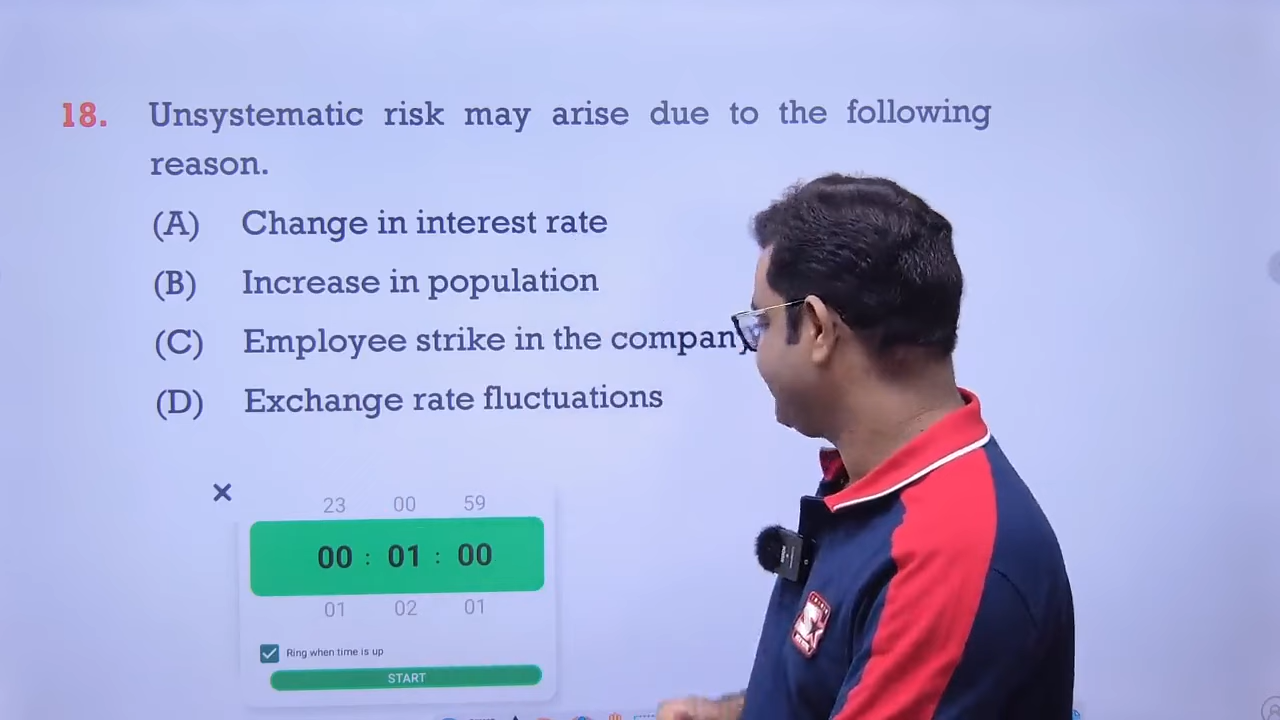 18. Unsystematic risk may arise due to the following
reason.
(A) Change in interest rate
(B) Increase in population
(C) Employee strike in the company
(D) Exchange rate fluctuations
×
23 00 59
00 : 01 : 00
01 02 01
Ring when time is up
START